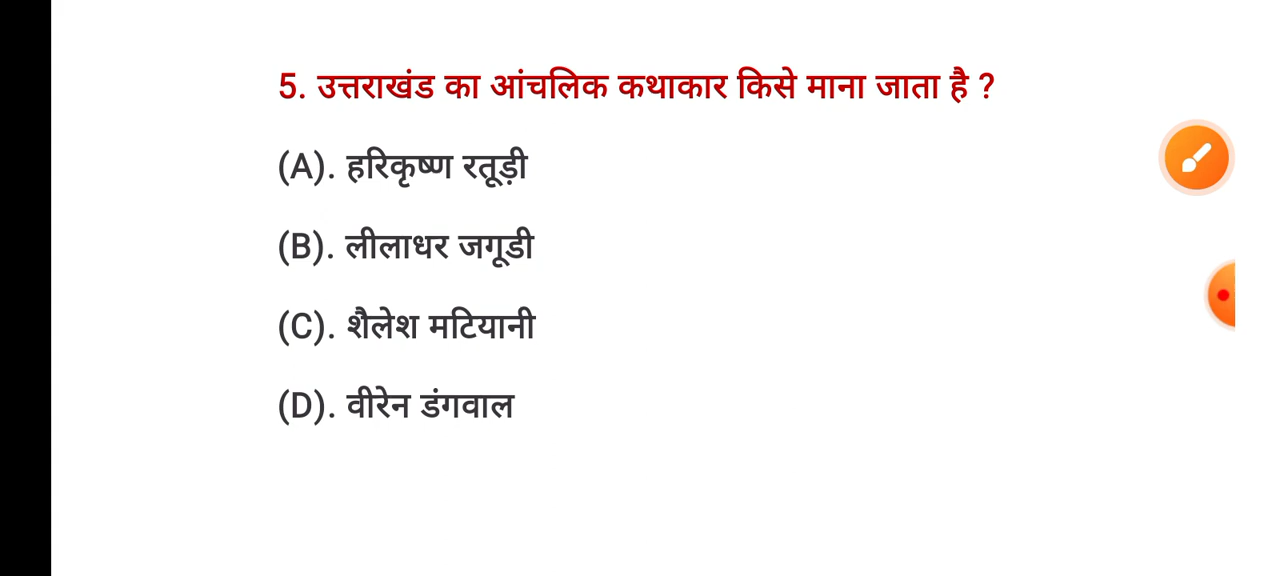 5. उत्तराखंड का आंचलिक कथाकार किसे माना जाता है ?
(A). हरिकृष्ण रतूड़ी
(B). लीलाधर जगूडी
(C). शैलेश मटियानी
(D). वीरेन डंगवाल